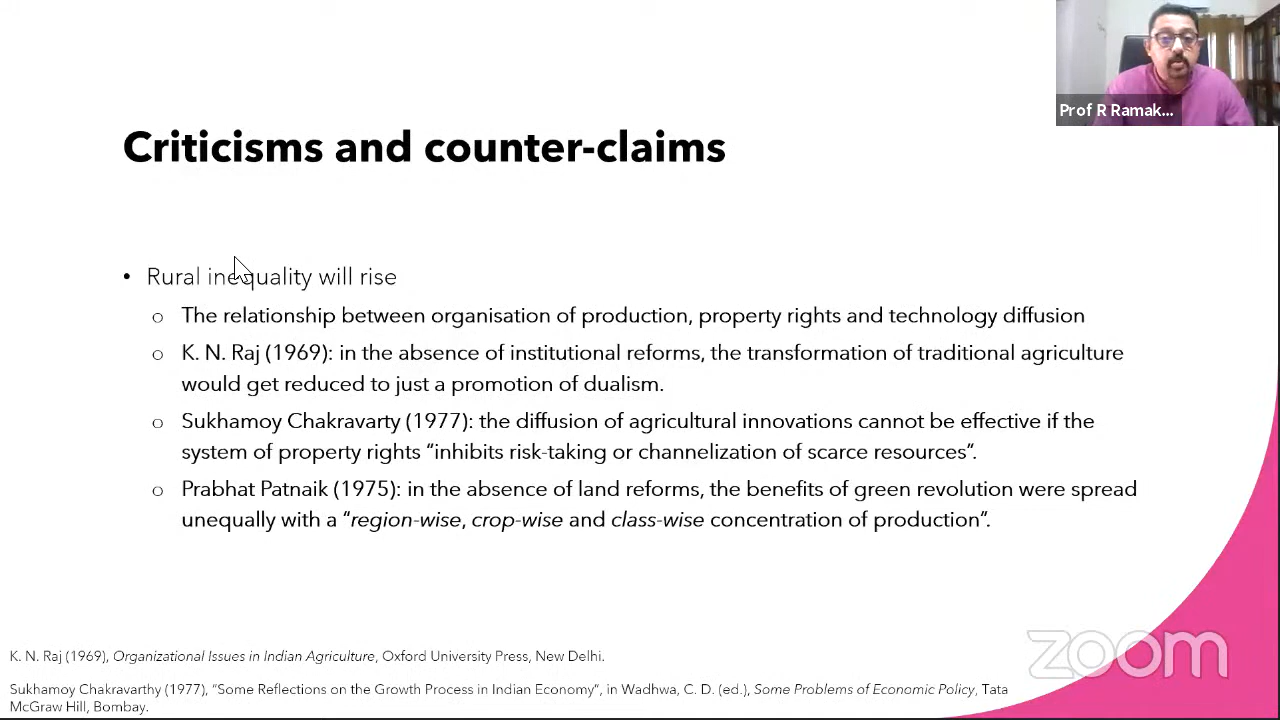 Prof R Ramak...
Criticisms and counter-claims
• Rural inequality will rise
o The relationship between organisation of production, property rights and technology diffusion
o K. N. Raj (1969): in the absence of institutional reforms, the transformation of traditional agriculture
would get reduced to just a promotion of dualism.
o Sukhamoy Chakravarty (1977): the diffusion of agricultural innovations cannot be effective if the
system of property rights “inhibits risk-taking or channelization of scarce resources”.
o Prabhat Patnaik (1975): in the absence of land reforms, the benefits of green revolution were spread
unequally with a “region-wise, crop-wise and class-wise concentration of production”.
K. N. Raj (1969), Organizational Issues in Indian Agriculture, Oxford University Press, New Delhi.
Sukhamoy Chakravarthy (1977), “Some Reflections on the Growth Process in Indian Economy”, in Wadhwa, C. D. (ed.), Some Problems of Economic Policy, Tata
McGraw Hill, Bombay.
zoom